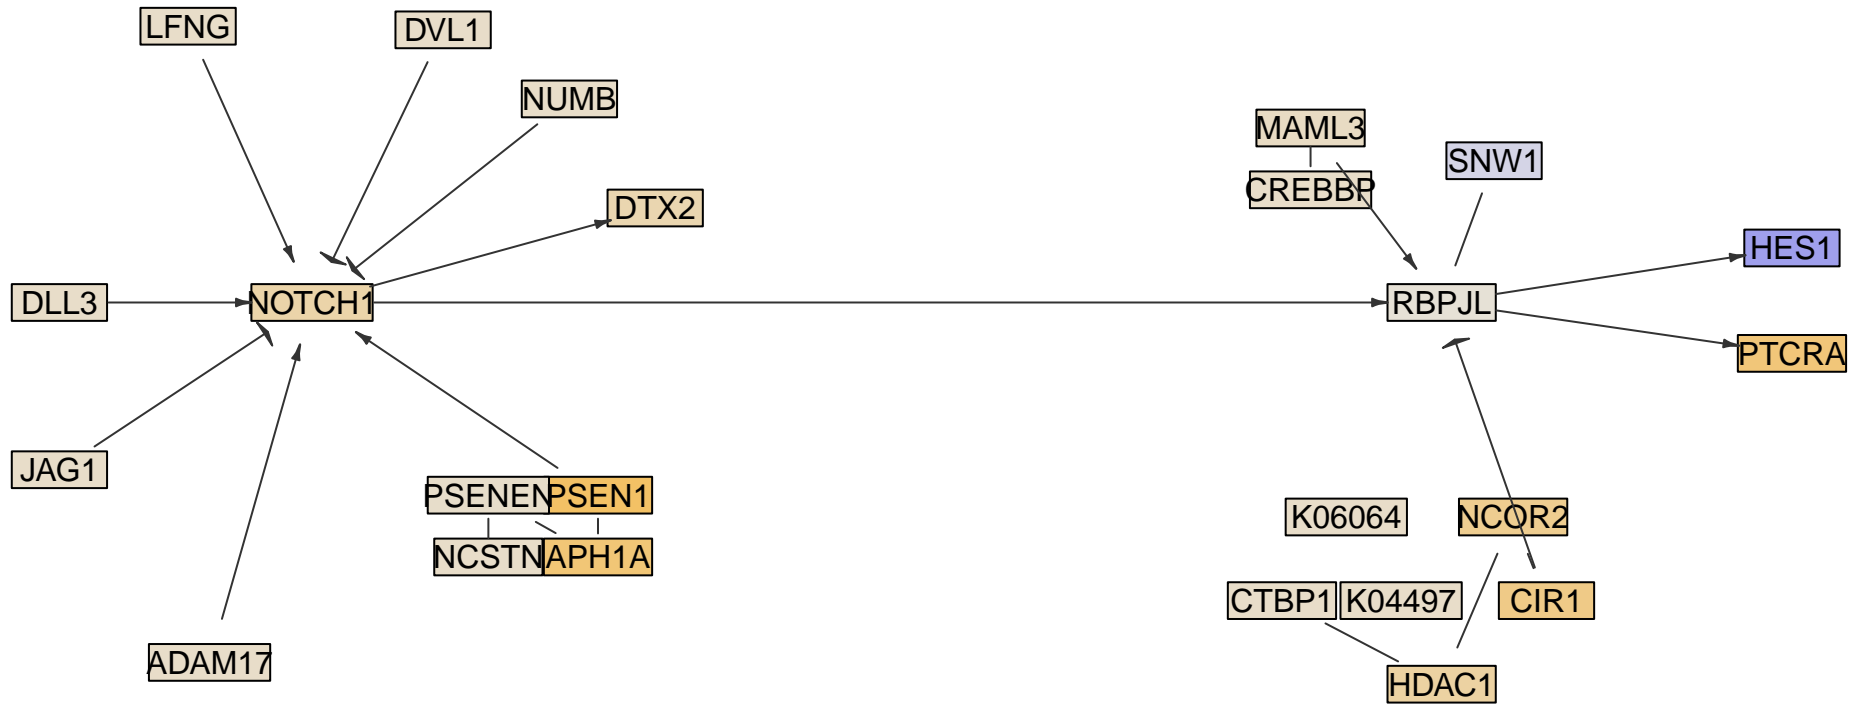 LFNG
DVL1
NUMB
MAML3
SNW1
CREBBP
DTX2
HES1
DLL3
NOTCH1
RBPJL
PTCRA
JAG1
PSENEN
PSEN1
K06064
NCOR2
NCSTN
APH1A
CTBP1
K04497
CIR1
ADAM17
HDAC1